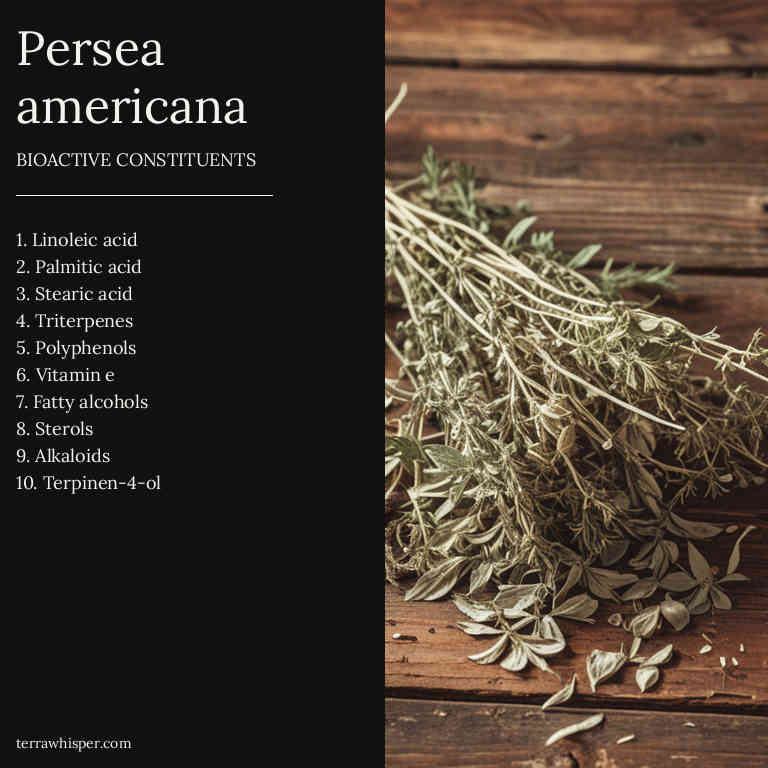 Persea
americana
BIOACTIVE CONSTITUENTS
1. Linoleic acid
2. Palmitic acid
3. Stearic acid
4. Triterpenes
5. Polyphenols
6. Vitamin e
7. Fatty alcohols
8. Sterols
9. Alkaloids
10. Terpinen-4-ol
terrawhisper.com